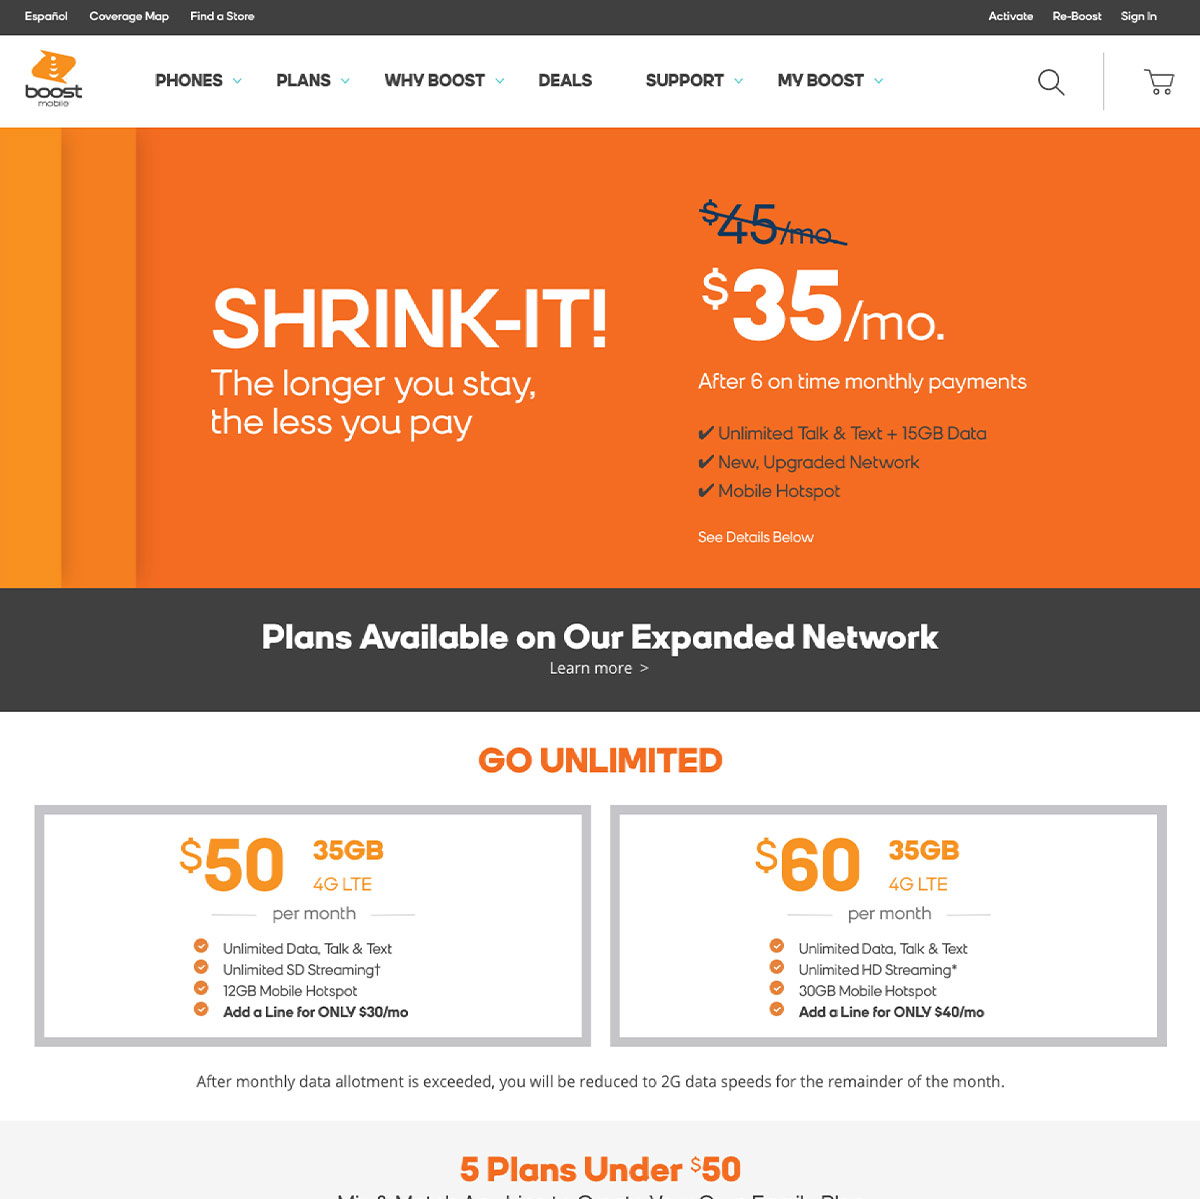 Español Coverage Map Find a Store Activate Re-Boost Sign In
boost
mobile
PHONES PLANS WHY BOOST DEALS SUPPORT MY BOOST
$45/mo.
$35/mo.
SHRINK-IT!
The longer you stay,
the less you pay
After 6 on time monthly payments
✔ Unlimited Talk & Text + 15GB Data
✔ New, Upgraded Network
✔ Mobile Hotspot
See Details Below
Plans Available on Our Expanded Network
Learn more >
GO UNLIMITED
$50 35GB
4G LTE
per month
Unlimited Data, Talk & Text
Unlimited SD Streaming†
12GB Mobile Hotspot
Add a Line for ONLY $30/mo
$60 35GB
4G LTE
per month
Unlimited Data, Talk & Text
Unlimited HD Streaming*
30GB Mobile Hotspot
Add a Line for ONLY $40/mo
After monthly data allotment is exceeded, you will be reduced to 2G data speeds for the remainder of the month.
5 Plans Under $50